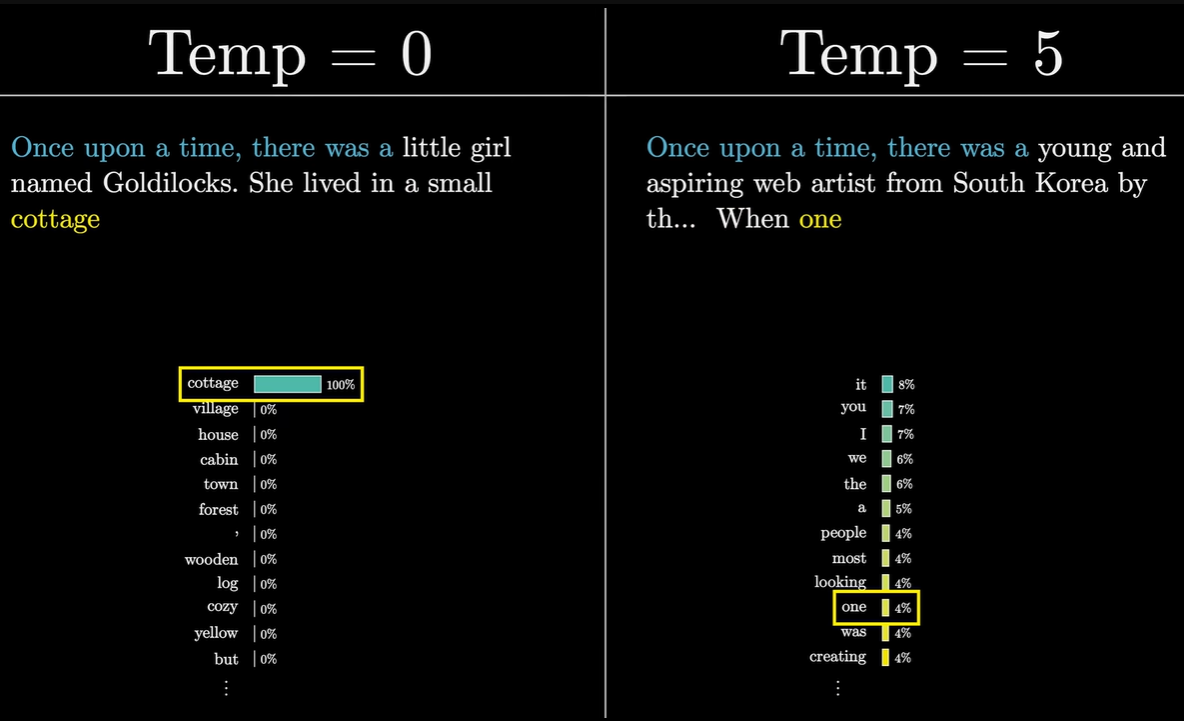 Temp = 0
Once upon a time, there was a little girl
named Goldilocks. She lived in a small
cottage
cottage 100%
village 0%
house 0%
cabin 0%
town 0%
forest 0%
, 0%
wooden 0%
log 0%
cozy 0%
yellow 0%
but 0%
⋮
Temp = 5
Once upon a time, there was a young and
aspiring web artist from South Korea by
th... When one
it 8%
you 7%
I 7%
we 6%
the 6%
a 5%
people 4%
most 4%
looking 4%
one 4%
was 4%
creating 4%
⋮